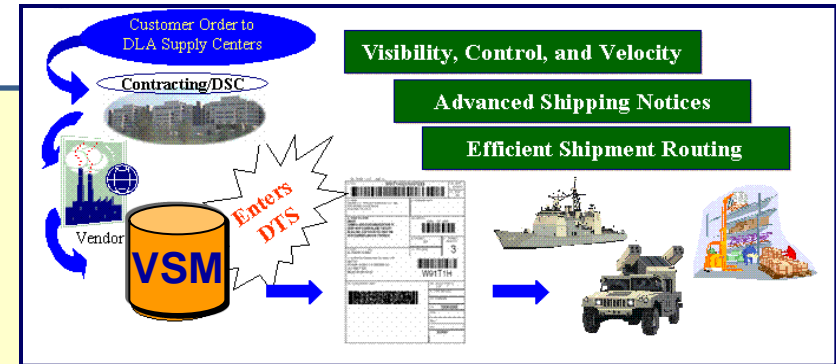 Customer Order to
DLA Supply Centers
Contracting/DSC
Vendor
VSM
Enters
DTS
Visibility, Control, and Velocity
Advanced Shipping Notices
Efficient Shipment Routing
3
W91T1H